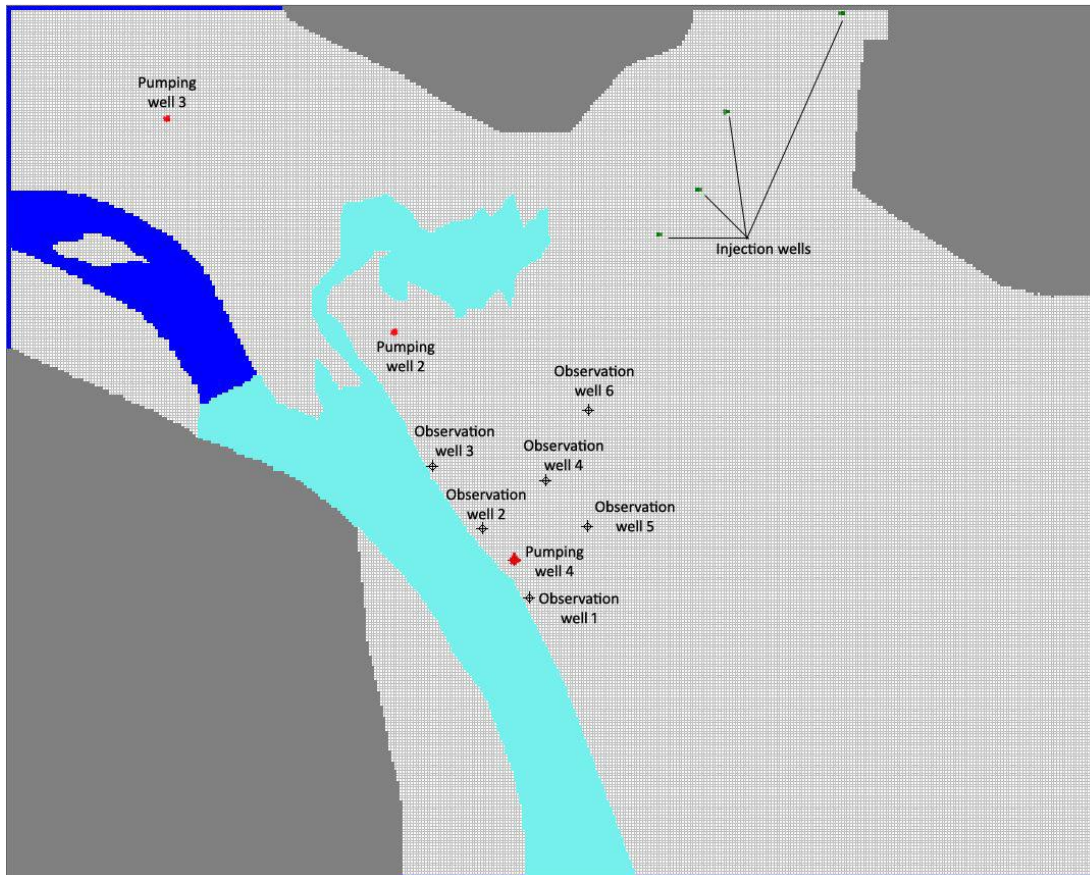 Pumping
well 3
Injection wells
Pumping
well 2
Observation
well 6
Observation
well 3
Observation
well 4
Observation
well 2
Observation
well 5
Pumping
well 4
Observation
well 1